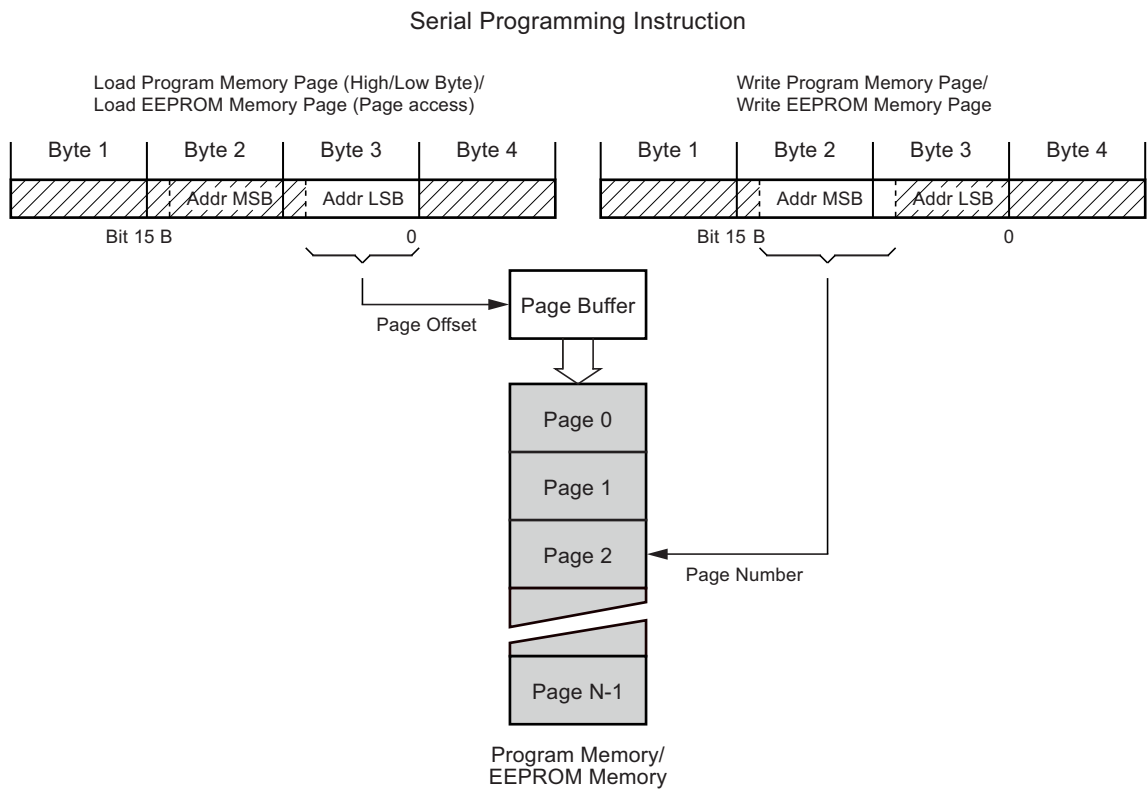 Serial Programming Instruction
Load Program Memory Page (High/Low Byte)/
Load EEPROM Memory Page (Page access)
Write Program Memory Page/
Write EEPROM Memory Page
Byte 1 Byte 2 Byte 3 Byte 4
Byte 1 Byte 2 Byte 3 Byte 4
Addr MSB Addr LSB
Addr MSB Addr LSB
Bit 15 B 0
Bit 15 B 0
Page Offset
Page Buffer
Page 0
Page 1
Page 2
Page Number
Page N-1
Program Memory/
EEPROM Memory